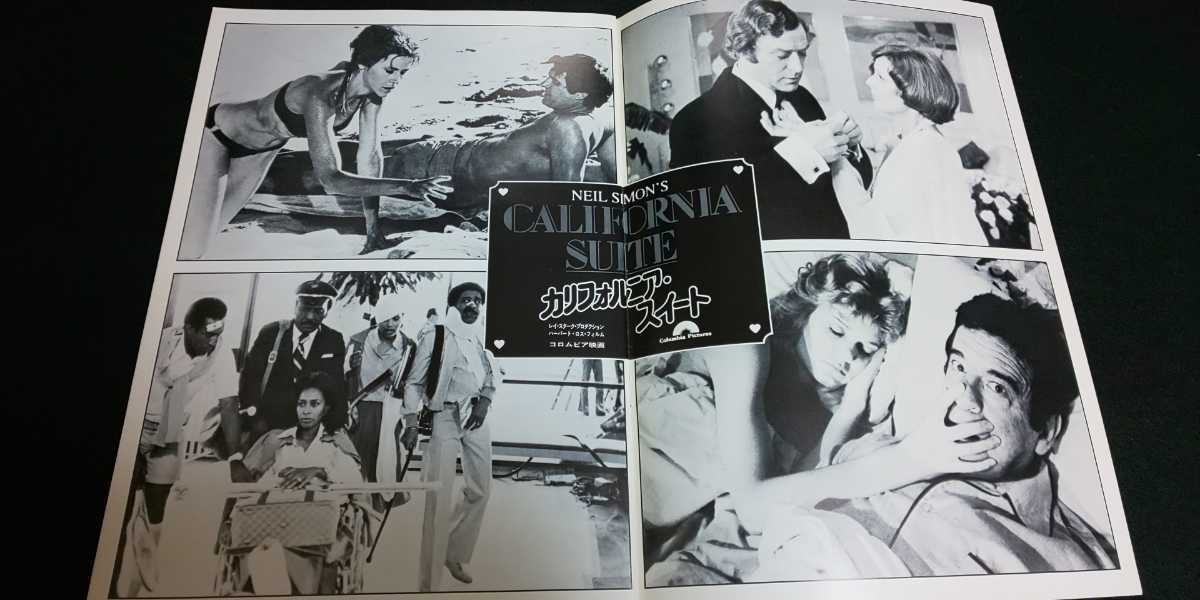 NEIL SIMON'S
CALIFORNIA
SUITE
カリフォルニア・
スイート
レイ・スターク・プロダクション
ハーバート・ロス・フィルム
コロムビア映画
Columbia Pictures